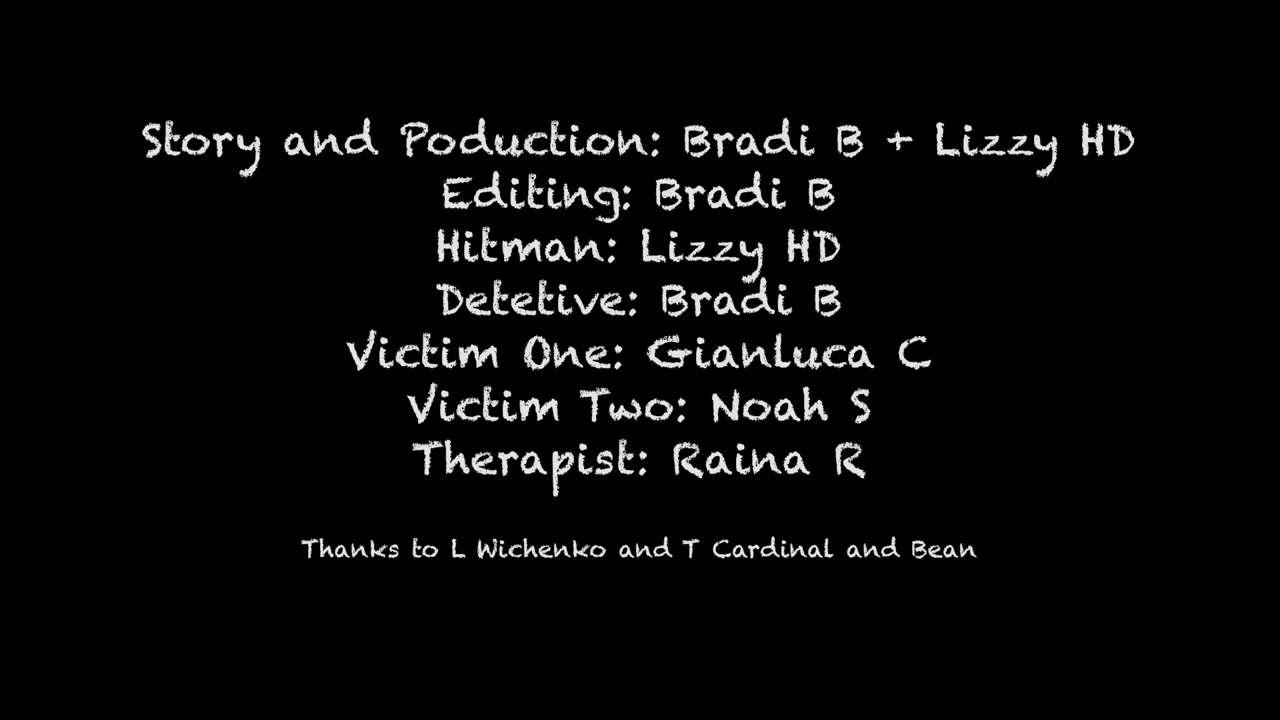 Story and Poduction: Bradi B + Lizzy HD
Editing: Bradi B
Hitman: Lizzy HD
Detetive: Bradi B
Victim One: Gianluca C
Victim Two: Noah S
Therapist: Raina R
Thanks to L Wichenko and T Cardinal and Bean